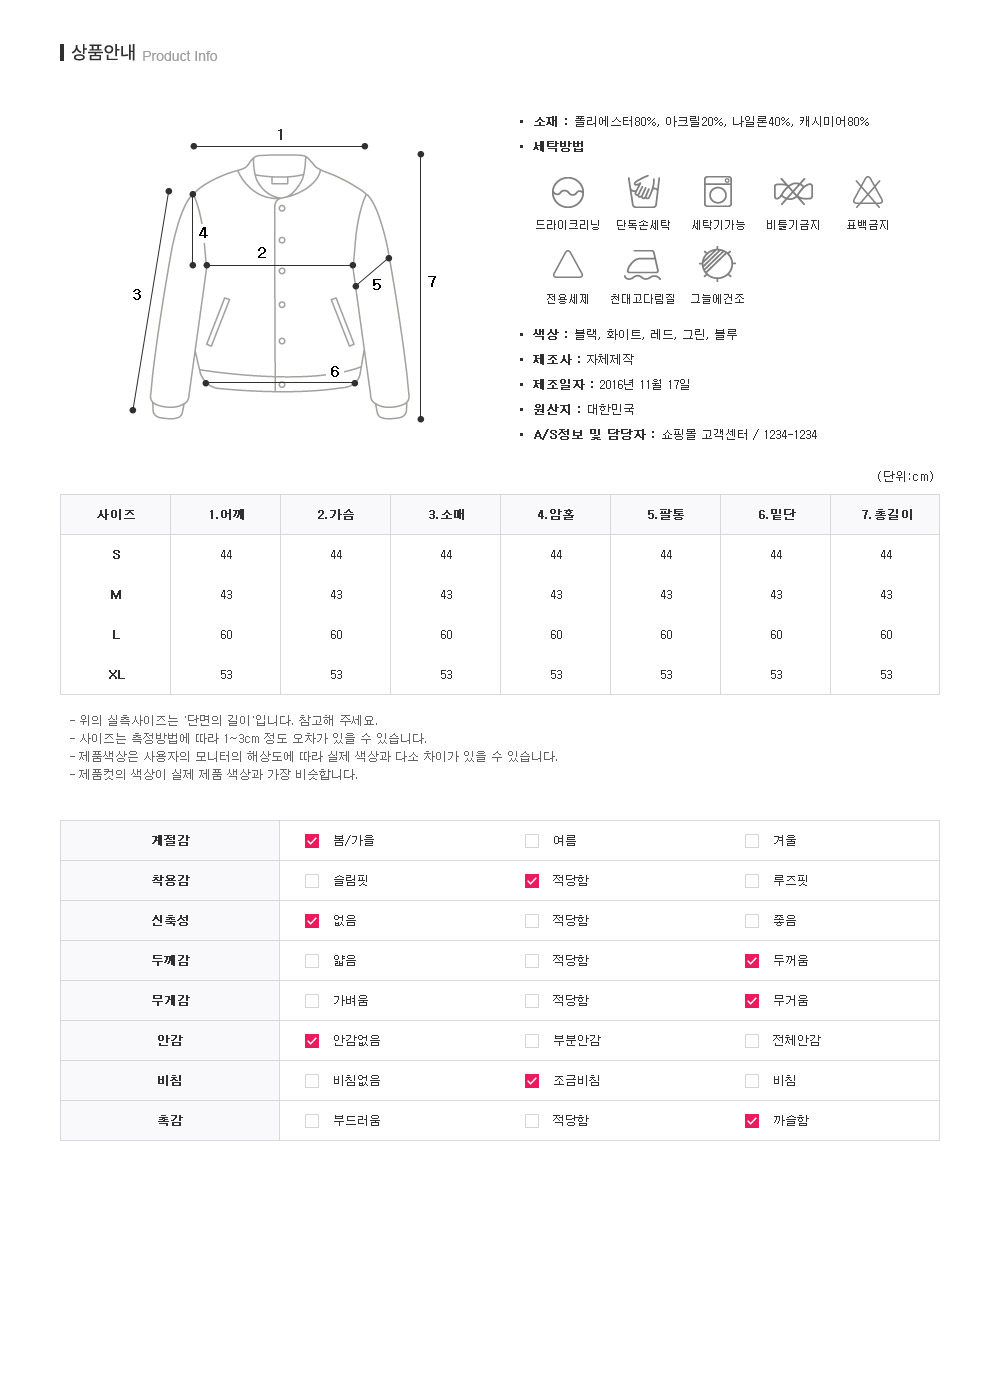 상품안내 Product Info
1
2
3
4
5
6
7
• 소재 : 폴리에스터80%, 아크릴20%, 나일론40%, 캐시미어80%
• 세탁방법
드라이크리닝 단독손세탁 세탁기가능 비틀기금지 표백금지
전용세제 천대고다림질 그늘에건조
• 색상 : 블랙, 화이트, 레드, 그린, 블루
• 제조사 : 자체제작
• 제조일자 : 2016년 11월 17일
• 원산지 : 대한민국
• A/S정보 및 담당자 : 쇼핑몰 고객센터 / 1234-1234
(단위:cm)
사이즈 1.어깨 2.가슴 3.소매 4.암홀 5.팔통 6.밑단 7.총길이
S 44 44 44 44 44 44 44
M 43 43 43 43 43 43 43
L 60 60 60 60 60 60 60
XL 53 53 53 53 53 53 53
- 위의 실측사이즈는 '단면의 길이'입니다. 참고해 주세요.
- 사이즈는 측정방법에 따라 1~3cm 정도 오차가 있을 수 있습니다.
- 제품색상은 사용자의 모니터의 해상도에 따라 실제 색상과 다소 차이가 있을 수 있습니다.
- 제품컷의 색상이 실제 제품 색상과 가장 비슷합니다.
계절감 봄/가을 여름 겨울
착용감 슬림핏 적당함 루즈핏
신축성 없음 적당함 좋음
두께감 얇음 적당함 두꺼움
무게감 가벼움 적당함 무거움
안감 안감없음 부분안감 전체안감
비침 비침없음 조금비침 비침
촉감 부드러움 적당함 까슬함